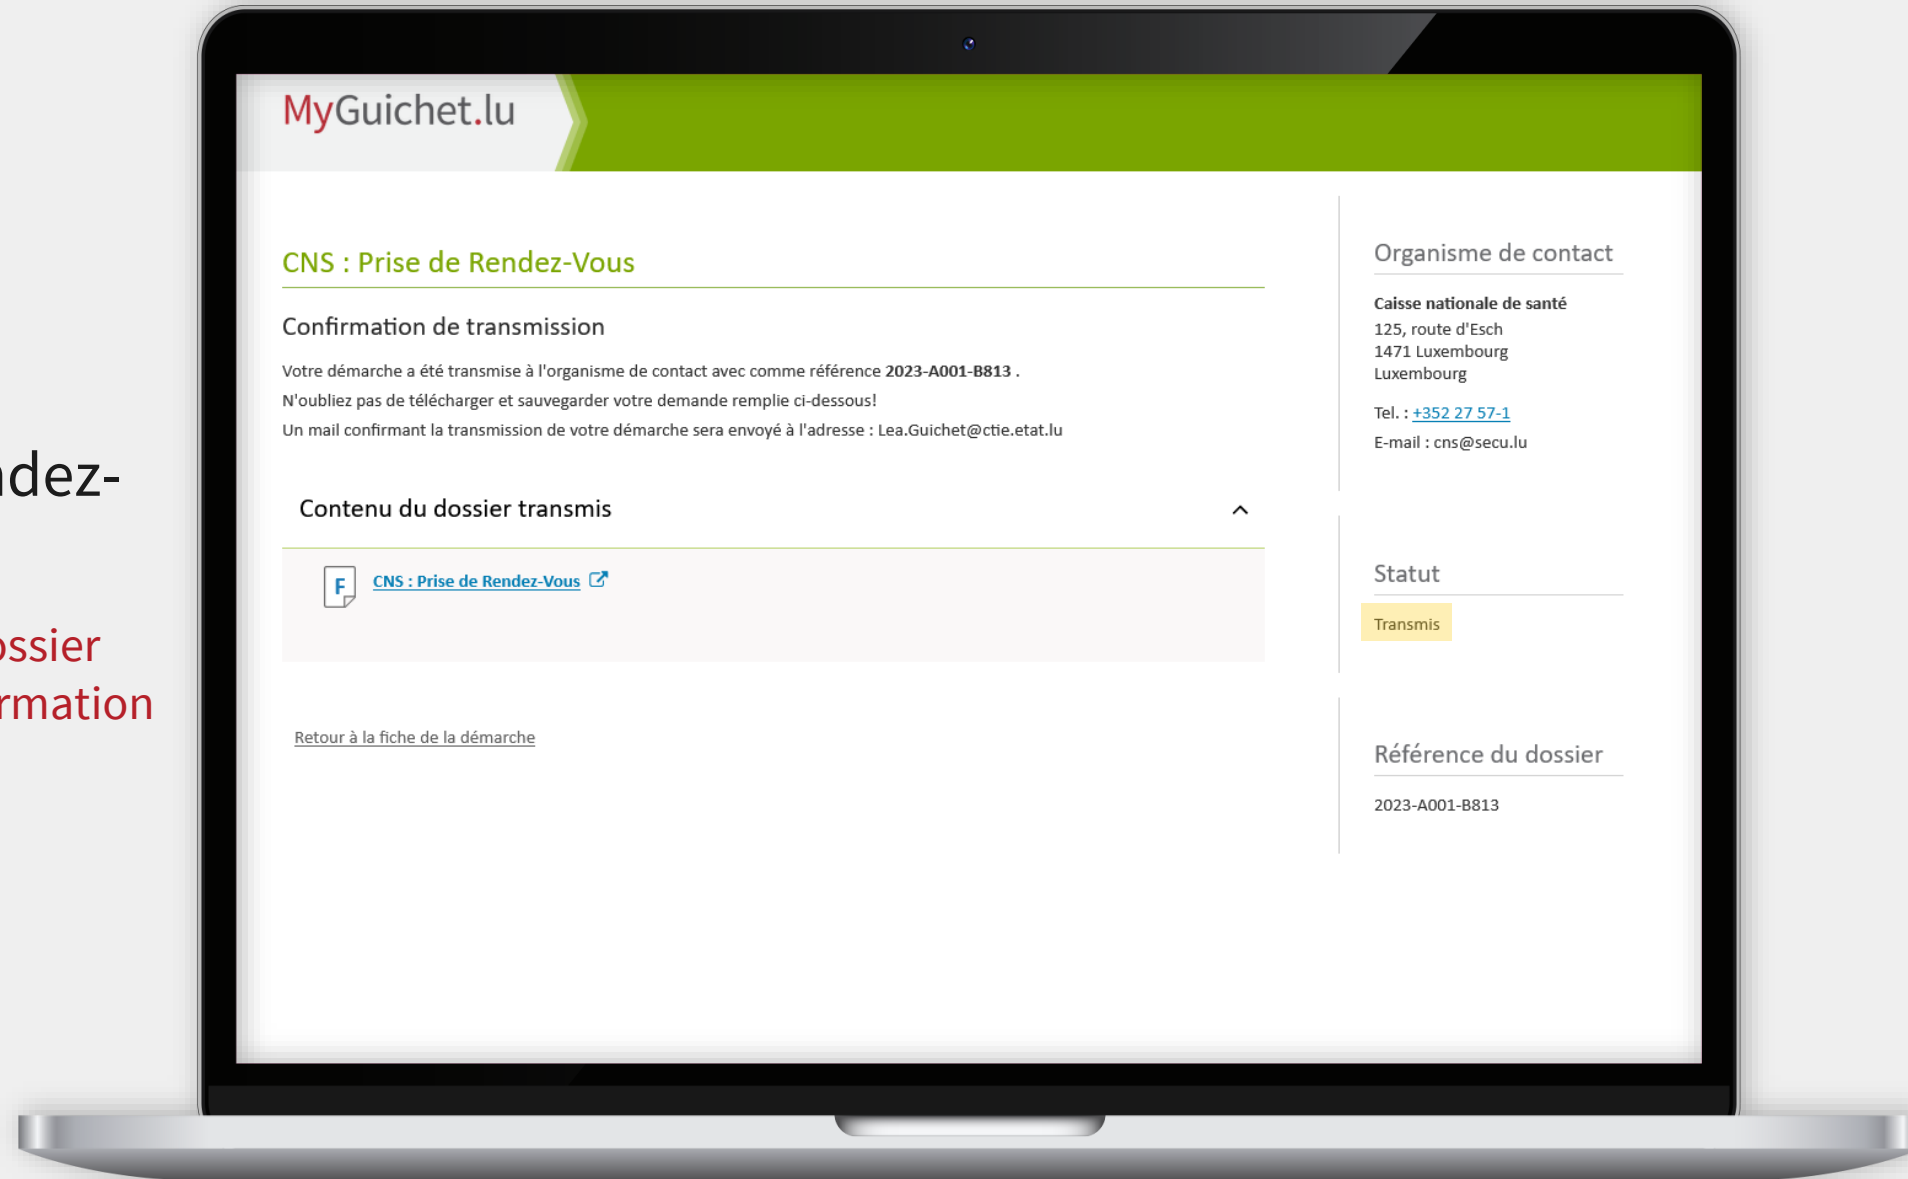 MyGuichet.lu
CNS : Prise de Rendez-Vous
Confirmation de transmission
Votre démarche a été transmise à l'organisme de contact avec comme référence 2023-A001-B813 .
N'oubliez pas de télécharger et sauvegarder votre demande remplie ci-dessous!
Un mail confirmant la transmission de votre démarche sera envoyé à l'adresse : Lea.Guichet@ctie.etat.lu
Contenu du dossier transmis
F CNS : Prise de Rendez-Vous
Retour à la fiche de la démarche
Organisme de contact
Caisse nationale de santé
125, route d'Esch
1471 Luxembourg
Luxembourg
Tel. : +352 27 57-1
E-mail : cns@secu.lu
Statut
Transmis
Référence du dossier
2023-A001-B813